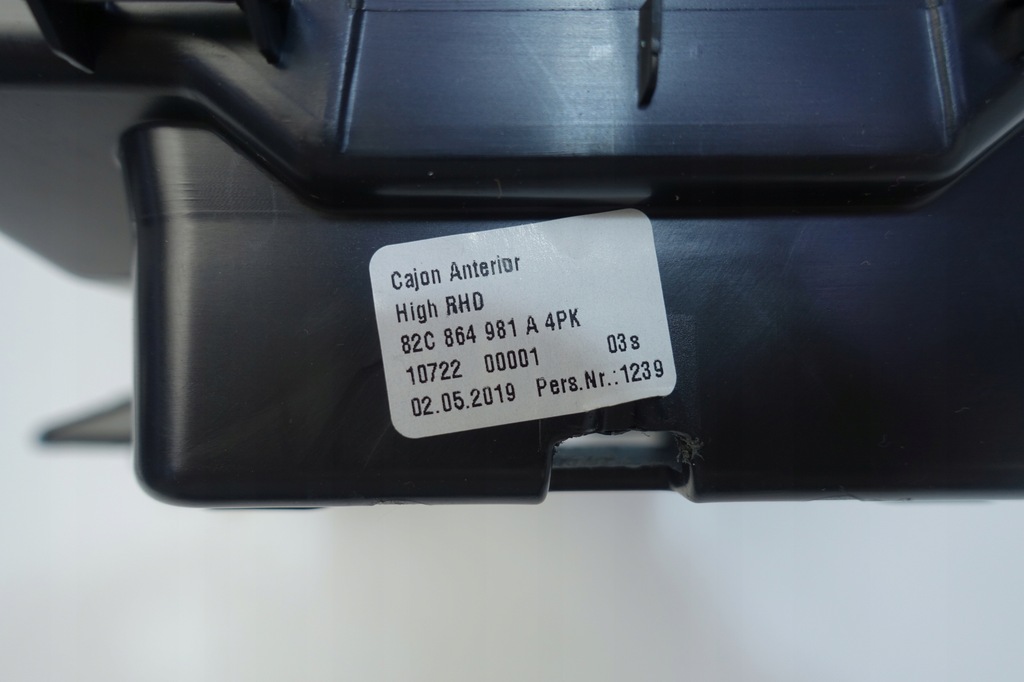 Cajon Anterior
High RHD
82C 864 981 A 4PK
10722 00001 03s
02.05.2019 Pers.Nr.:1239